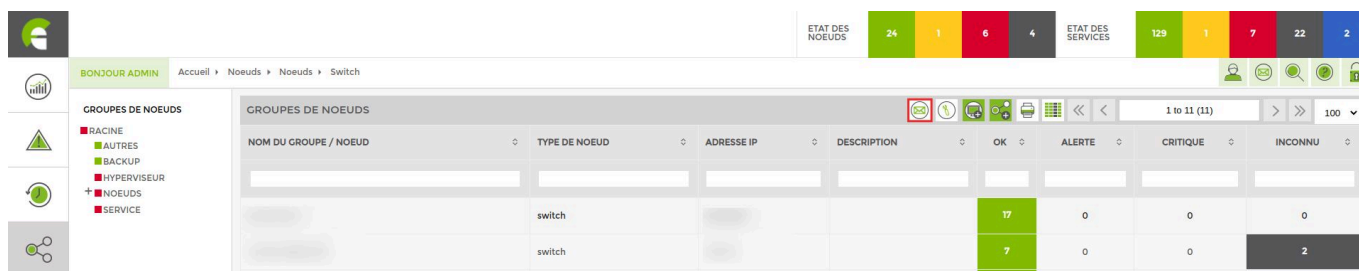 ETAT DES NOEUDS 24 1 6 4 ETAT DES SERVICES 129 1 7 22 2
BONJOUR ADMIN Accueil Noeuds Noeuds Switch
GROUPES DE NOEUDS
RACINE
AUTRES
BACKUP
HYPERVISEUR
+ NOEUDS
SERVICE
GROUPES DE NOEUDS 1 to 11 (11) 100
NOM DU GROUPE / NOEUD TYPE DE NOEUD ADRESSE IP DESCRIPTION OK ALERTE CRITIQUE INCONNU
switch 17 0 0 0
switch 7 0 0 2